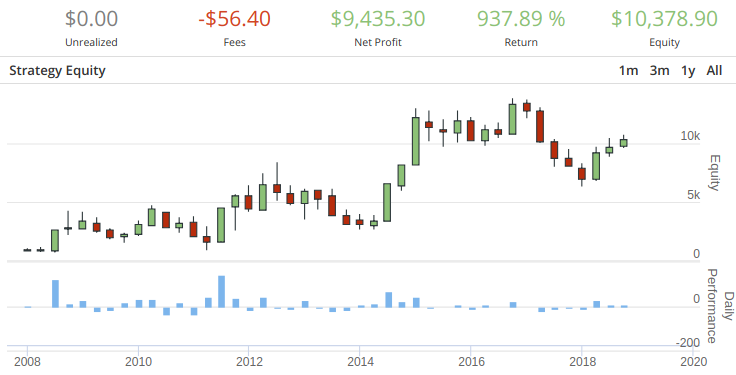 $0.00 -$56.40 $9,435.30 937.89 % $10,378.90
Unrealized Fees Net Profit Return Equity
Strategy Equity 1m 3m 1y All
10k
5k
0
Equity
0
-200
Daily
Performance
2008 2010 2012 2014 2016 2018 2020